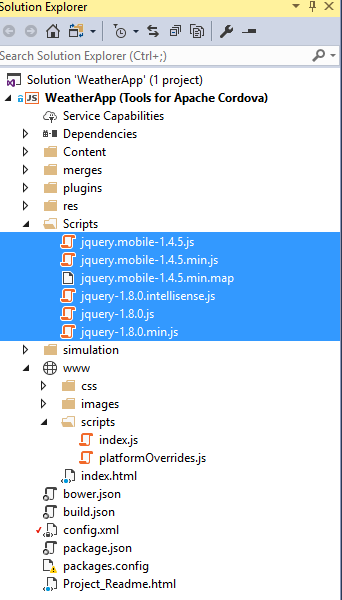 Solution Explorer
Search Solution Explorer (Ctrl+;)
Solution 'WeatherApp' (1 project)
JS WeatherApp (Tools for Apache Cordova)
Service Capabilities
Dependencies
Content
merges
plugins
res
Scripts
jquery.mobile-1.4.5.js
jquery.mobile-1.4.5.min.js
jquery.mobile-1.4.5.min.map
jquery-1.8.0.intellisense.js
jquery-1.8.0.js
jquery-1.8.0.min.js
simulation
www
css
images
scripts
index.js
platformOverrides.js
index.html
bower.json
build.json
config.xml
package.json
packages.config
Project_Readme.html